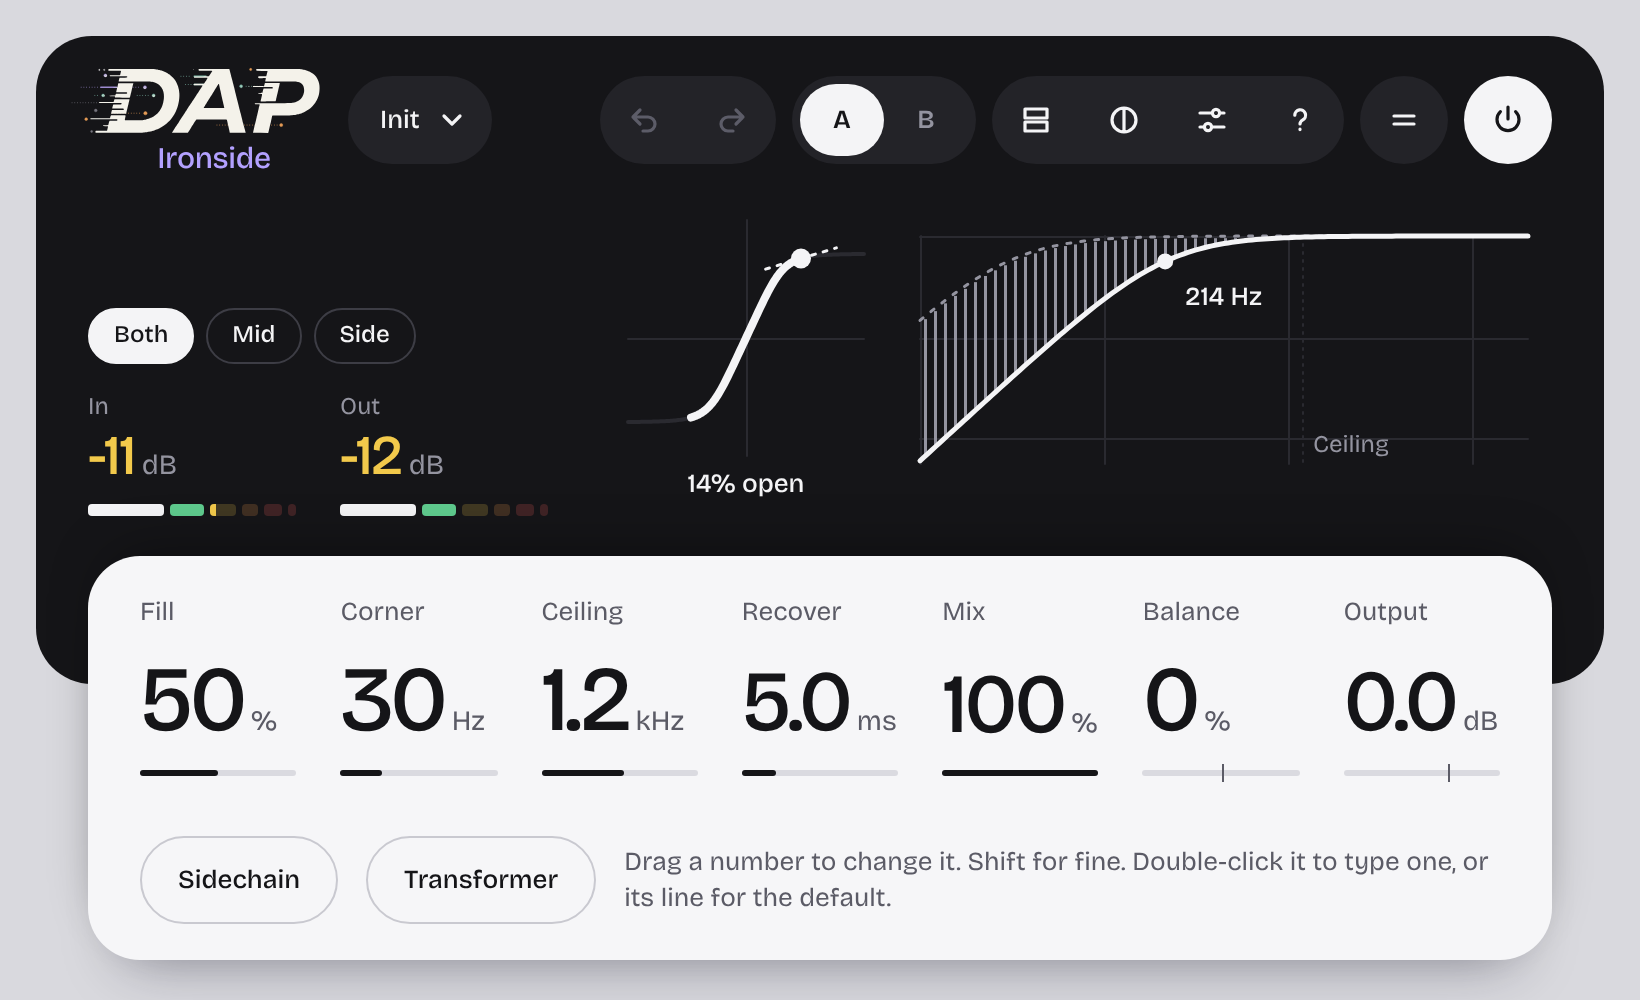 DAP
Ironside
Init
A
B
?
Both
Mid
Side
In
Out
-11 dB
-12 dB
14% open
214 Hz
Ceiling
Fill
Corner
Ceiling
Recover
Mix
Balance
Output
50 %
30 Hz
1.2 kHz
5.0 ms
100 %
0 %
0.0 dB
Sidechain
Transformer
Drag a number to change it. Shift for fine. Double-click it to type one, or
its line for the default.